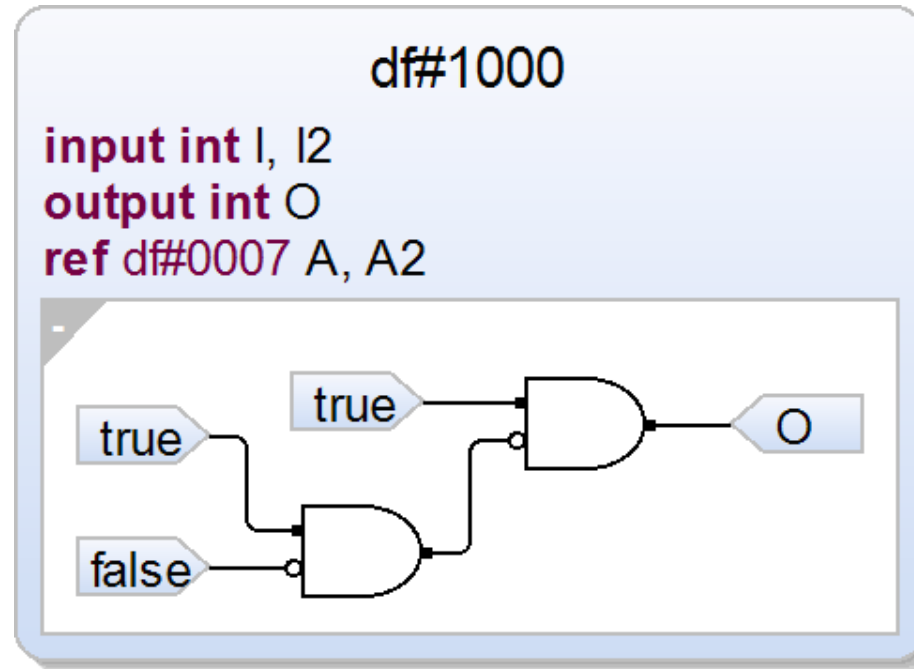 df#1000
input int I, I2
output int O
ref df#0007 A, A2
-
true
true
O
false